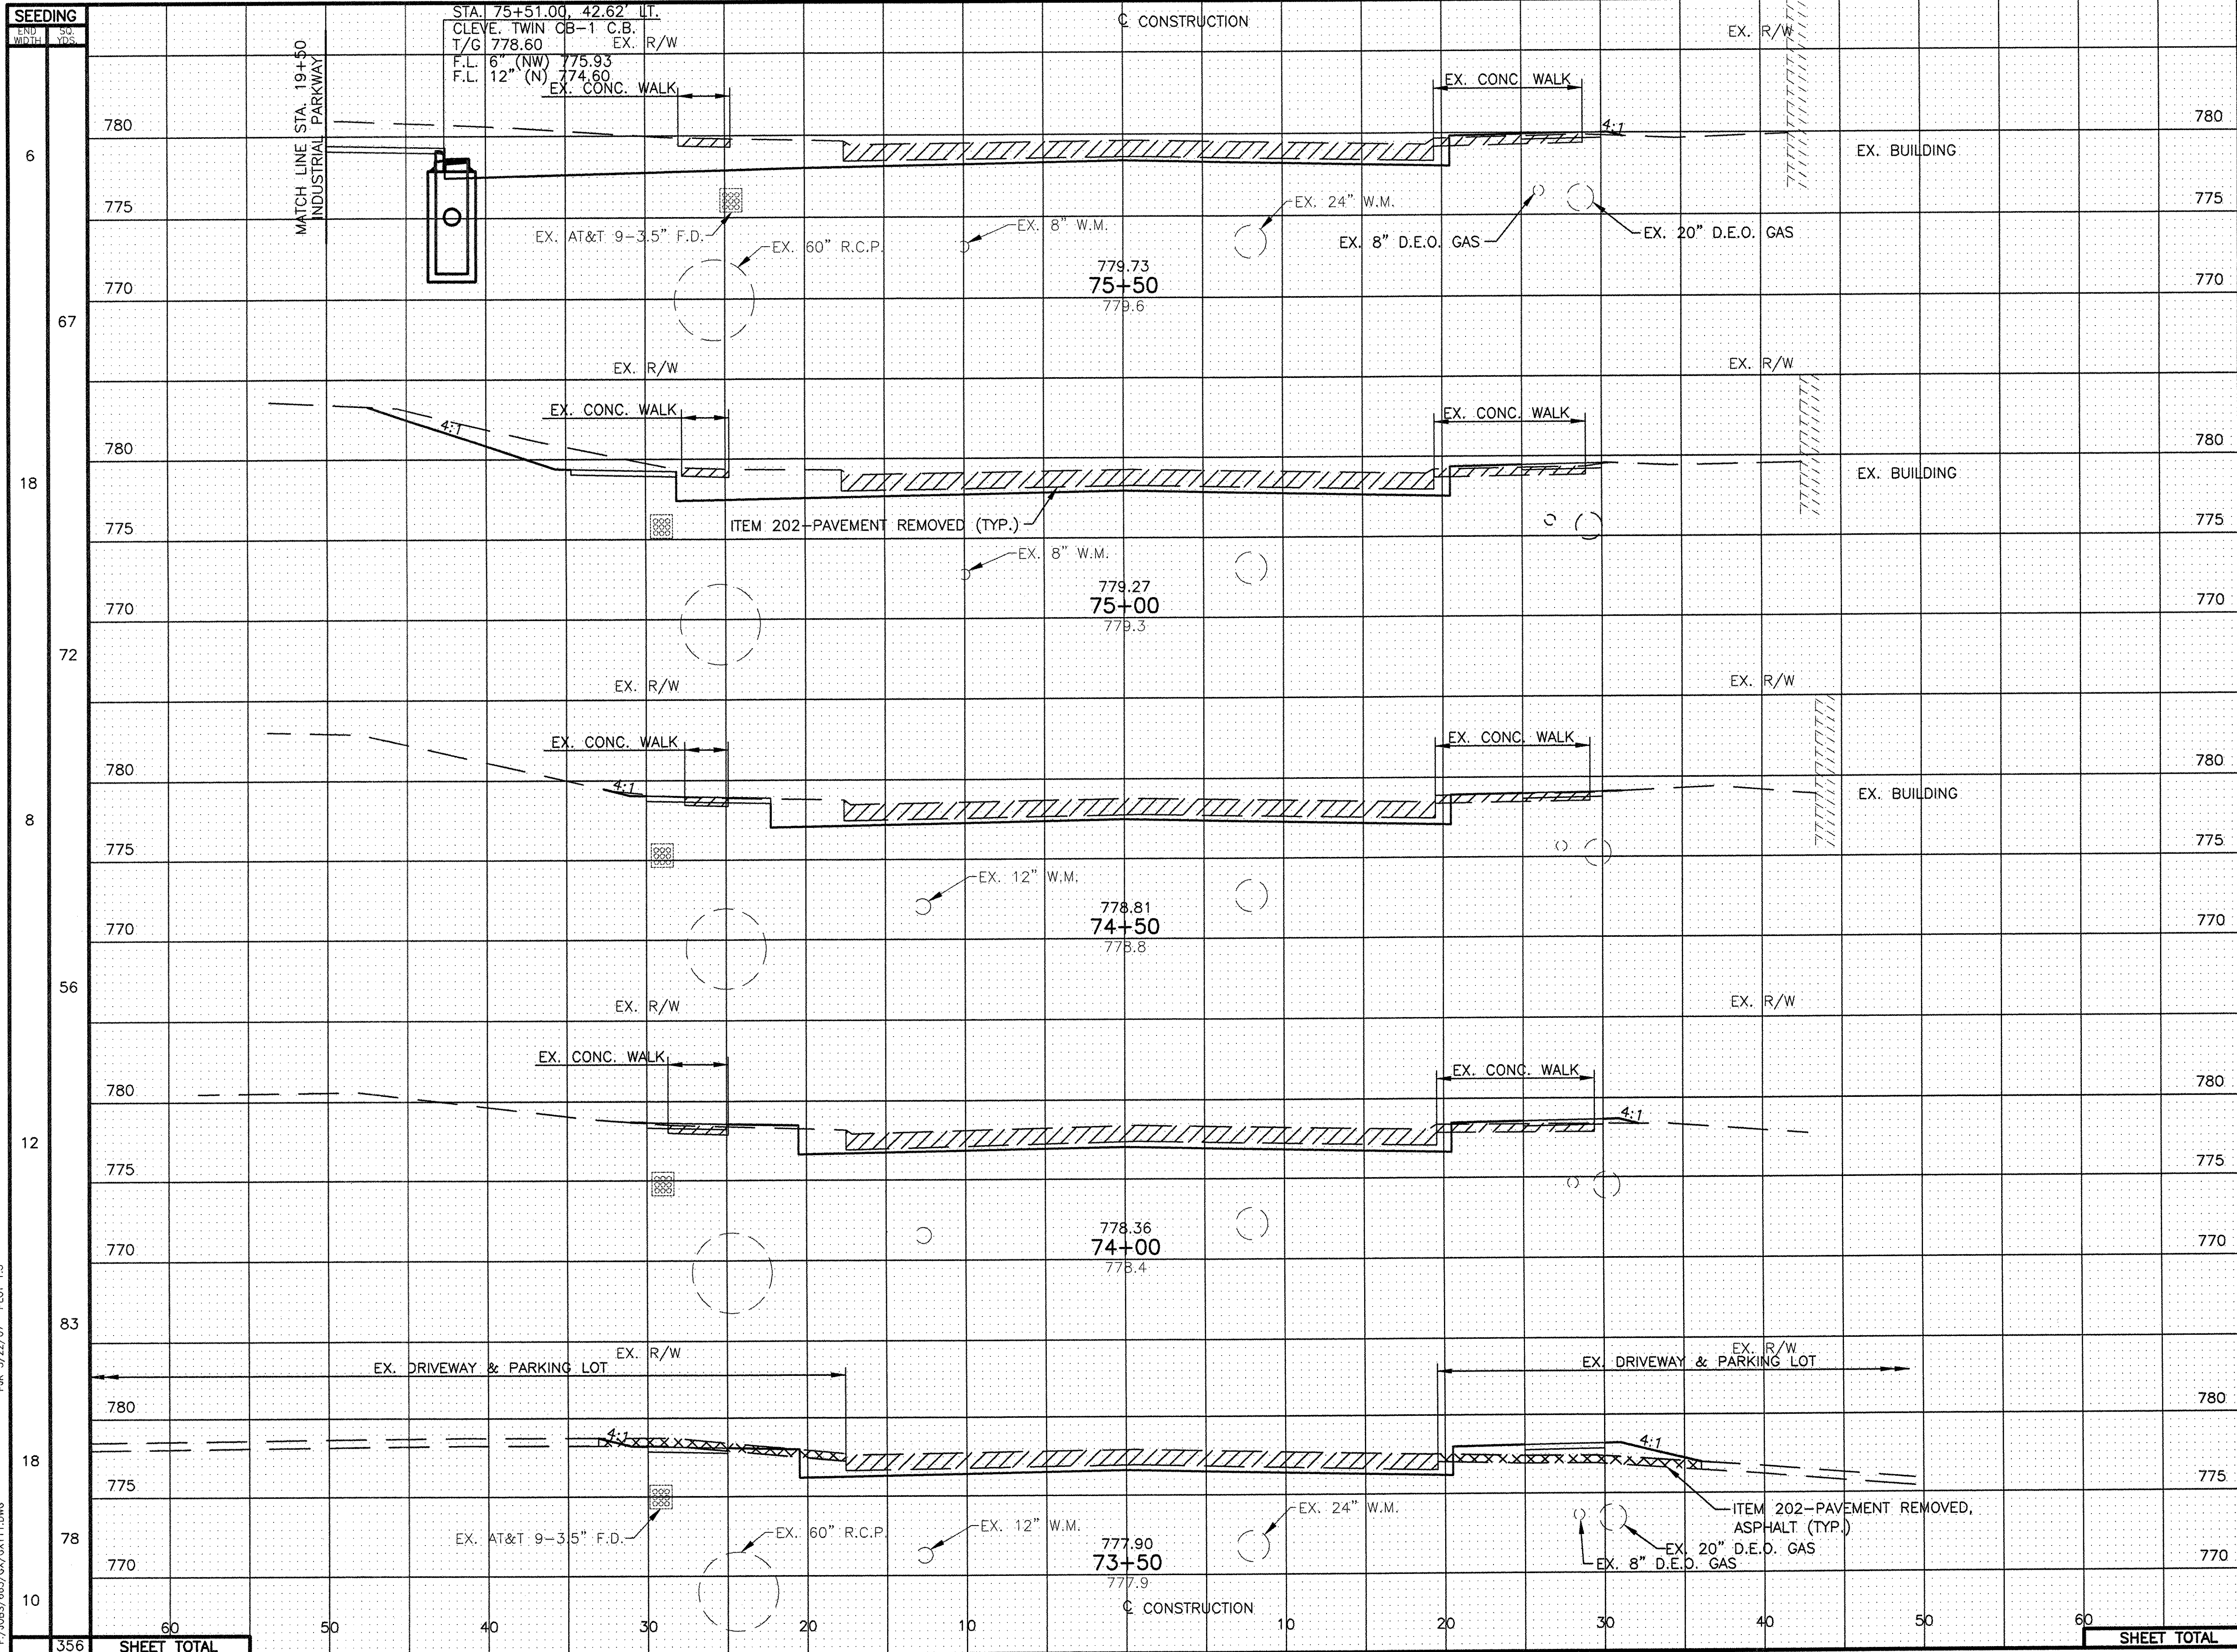 SEEDING
END WIDTH
SQ. YDS.
STA. 75+51.00, 42.62' LT.
CLEVE. TWIN CB-1 C.B.
T/G 778.60
F.L. 6" (NW) 775.93
F.L. 12" (N) 774.60
MATCH LINE STA. 19+50
INDUSTRIAL PARKWAY
EX. R/W
℄ CONSTRUCTION
EX. R/W
EX. CONC. WALK
EX. CONC. WALK
780
4:1
780
6
EX. BUILDING
775
775
EX. AT&T 9-3.5" F.D.
EX. 60" R.C.P.
EX. 8" W.M.
EX. 24" W.M.
EX. 8" D.E.O. GAS
EX. 20" D.E.O. GAS
779.73
75+50
779.6
770
770
67
EX. R/W
EX. R/W
EX. CONC. WALK
EX. CONC. WALK
4:1
780
780
18
EX. BUILDING
775
ITEM 202-PAVEMENT REMOVED (TYP.)
775
EX. 8" W.M.
779.27
75+00
779.3
770
770
72
EX. R/W
EX. R/W
EX. CONC. WALK
EX. CONC. WALK
780
780
4:1
8
EX. BUILDING
775
775
EX. 12" W.M.
778.81
74+50
778.8
770
770
56
EX. R/W
EX. R/W
EX. CONC. WALK
EX. CONC. WALK
780
780
4:1
12
775
775
778.36
74+00
778.4
770
770
83
EX. R/W
EX. R/W
EX. DRIVEWAY & PARKING LOT
EX. DRIVEWAY & PARKING LOT
780
780
4:1
4:1
18
775
775
EX. AT&T 9-3.5" F.D.
EX. 60" R.C.P.
EX. 12" W.M.
EX. 24" W.M.
ITEM 202-PAVEMENT REMOVED,
ASPHALT (TYP.)
EX. 20" D.E.O. GAS
EX. 8" D.E.O. GAS
78
777.90
73+50
777.9
770
770
10
℄ CONSTRUCTION
60 50 40 30 20 10 10 20 30 40 50 60
356
SHEET TOTAL
SHEET TOTAL